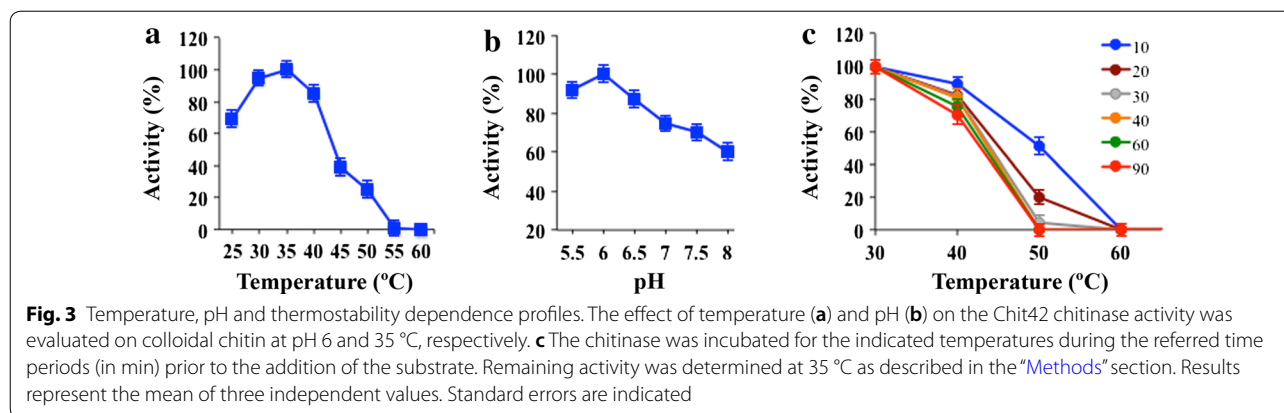 a
120
100
80
60
40
20
0
Activity (%)
25 30 35 40 45 50 55 60
Temperature (ºC)
b
120
100
80
60
40
20
Activity (%)
5.5 6 6.5 7 7.5 8
pH
c
120
100
80
60
40
20
0
Activity (%)
30 40 50 60
Temperature (ºC)
10
20
30
40
60
90
Fig. 3 Temperature, pH and thermostability dependence profiles. The effect of temperature (a) and pH (b) on the Chit42 chitinase activity was
evaluated on colloidal chitin at pH 6 and 35 °C, respectively. c The chitinase was incubated for the indicated temperatures during the referred time
periods (in min) prior to the addition of the substrate. Remaining activity was determined at 35 °C as described in the “Methods” section. Results
represent the mean of three independent values. Standard errors are indicated